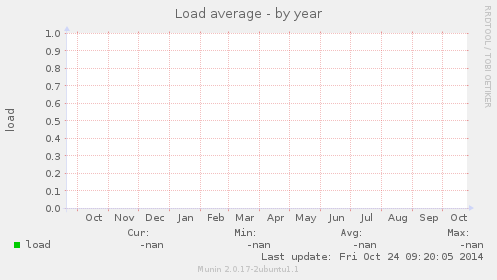 Load average - by year
RRDTOOL / TOBI OETIKER
load
1.0
0.9
0.8
0.7
0.6
0.5
0.4
0.3
0.2
0.1
0.0
Oct Nov Dec Jan Feb Mar Apr May Jun Jul Aug Sep Oct
Cur: Min: Avg: Max:
load -nan -nan -nan -nan
Last update: Fri Oct 24 09:20:05 2014
Munin 2.0.17-2ubuntu1.1